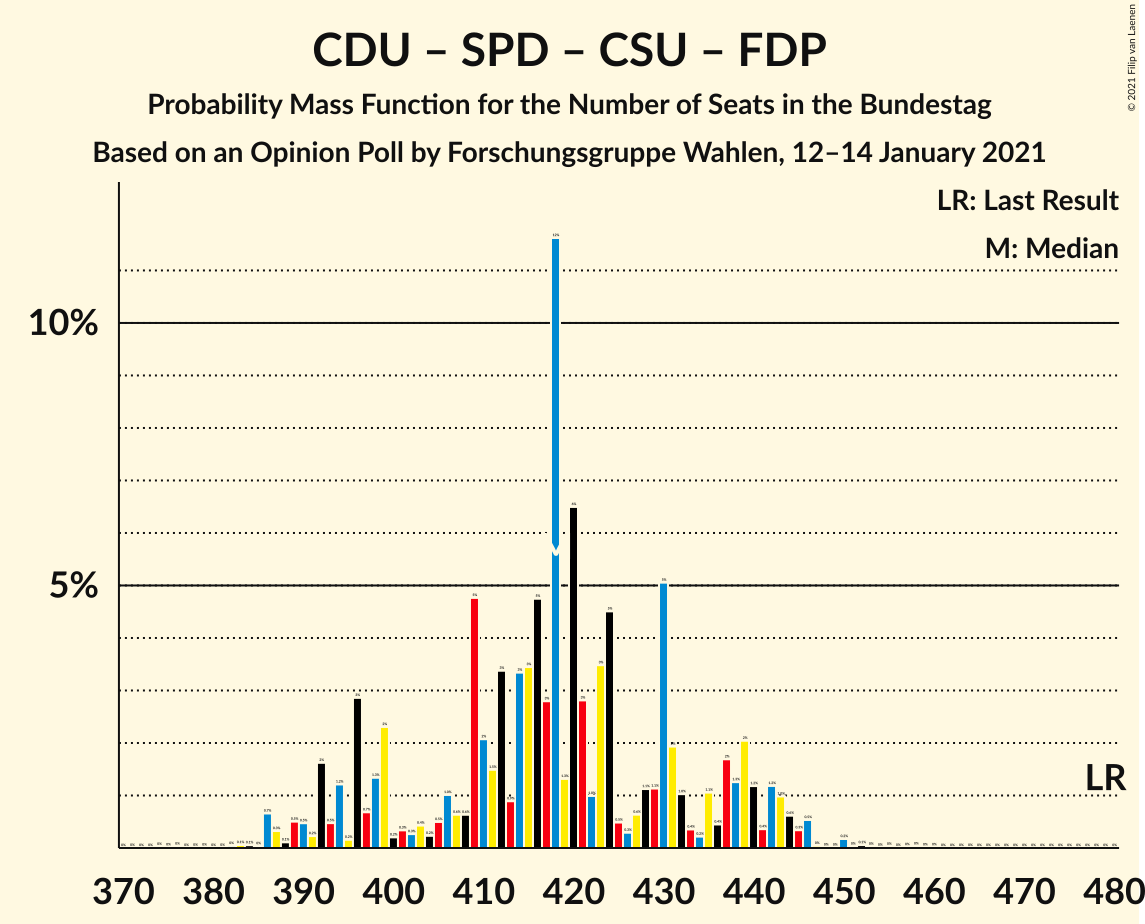 CDU – SPD – CSU – FDP
Probability Mass Function for the Number of Seats in the Bundestag
Based on an Opinion Poll by Forschungsgruppe Wahlen, 12–14 January 2021
© 2021 Filip van Laenen
LR: Last Result
M: Median
10%
5%
LR
370 380 390 400 410 420 430 440 450 460 470 480